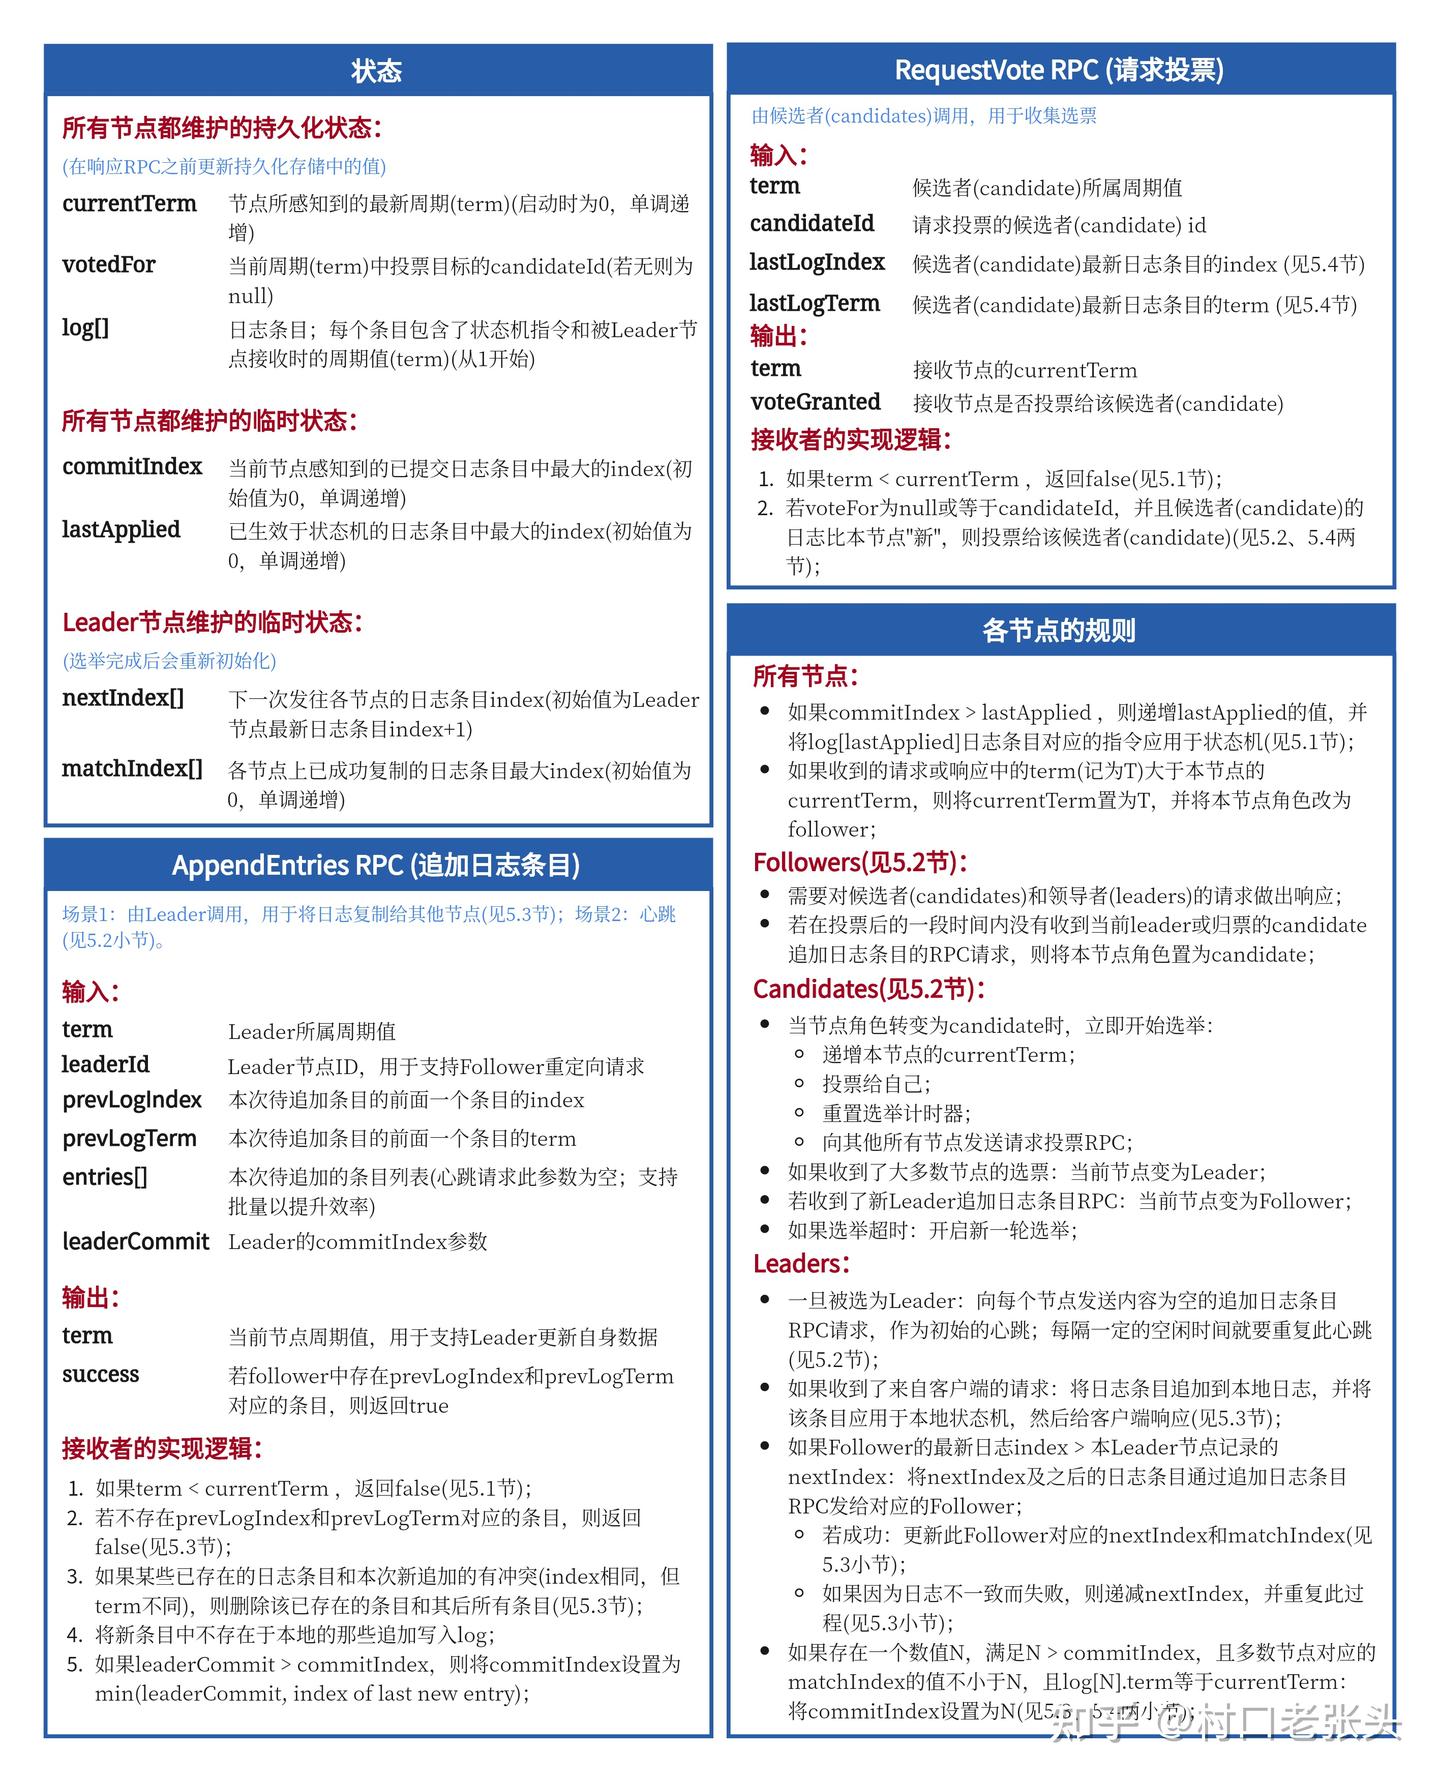 状态
所有节点都维护的持久化状态：
(在响应RPC之前更新持久化存储中的值)
currentTerm 节点所感知到的最新周期(term)(启动时为0，单调递
增)
votedFor 当前周期(term)中投票目标的candidateId(若无则为
null)
log[] 日志条目；每个条目包含了状态机指令和被Leader节
点接收时的周期值(term)(从1开始)
所有节点都维护的临时状态：
commitIndex 当前节点感知到的已提交日志条目中最大的index(初
始值为0，单调递增)
lastApplied 已生效于状态机的日志条目中最大的index(初始值为
0，单调递增)
Leader节点维护的临时状态：
(选举完成后会重新初始化)
nextIndex[] 下一次发往各节点的日志条目index(初始值为Leader
节点最新日志条目index+1)
matchIndex[] 各节点上已成功复制的日志条目最大index(初始值为
0，单调递增)
AppendEntries RPC (追加日志条目)
场景1：由Leader调用，用于将日志复制给其他节点(见5.3节)；场景2：心跳
(见5.2小节)。
输入：
term Leader所属周期值
leaderId Leader节点ID，用于支持Follower重定向请求
prevLogIndex 本次待追加条目的前面一个条目的index
prevLogTerm 本次待追加条目的前面一个条目的term
entries[] 本次待追加的条目列表(心跳请求此参数为空；支持
批量以提升效率)
leaderCommit Leader的commitIndex参数
输出：
term 当前节点周期值，用于支持Leader更新自身数据
success 若follower中存在prevLogIndex和prevLogTerm
对应的条目，则返回true
接收者的实现逻辑：
1. 如果term < currentTerm ，返回false(见5.1节)；
2. 若不存在prevLogIndex和prevLogTerm对应的条目，则返回
false(见5.3节)；
3. 如果某些已存在的日志条目和本次新追加的有冲突(index相同，但
term不同)，则删除该已存在的条目和其后所有条目(见5.3节)；
4. 将新条目中不存在于本地的那些追加写入log；
5. 如果leaderCommit > commitIndex，则将commitIndex设置为
min(leaderCommit, index of last new entry)；
RequestVote RPC (请求投票)
由候选者(candidates)调用，用于收集选票
输入：
term 候选者(candidate)所属周期值
candidateId 请求投票的候选者(candidate) id
lastLogIndex 候选者(candidate)最新日志条目的index (见5.4节)
lastLogTerm 候选者(candidate)最新日志条目的term (见5.4节)
输出：
term 接收节点的currentTerm
voteGranted 接收节点是否投票给该候选者(candidate)
接收者的实现逻辑：
1. 如果term < currentTerm ，返回false(见5.1节)；
2. 若voteFor为null或等于candidateId，并且候选者(candidate)的
日志比本节点"新"，则投票给该候选者(candidate)(见5.2、5.4两
节)；
各节点的规则
所有节点：
• 如果commitIndex > lastApplied ，则递增lastApplied的值，并
将log[lastApplied]日志条目对应的指令应用于状态机(见5.1节)；
• 如果收到的请求或响应中的term(记为T)大于本节点的
currentTerm，则将currentTerm置为T，并将本节点角色改为
follower；
Followers(见5.2节)：
• 需要对候选者(candidates)和领导者(leaders)的请求做出响应；
• 若在投票后的一段时间内没有收到当前leader或归票的candidate
追加日志条目的RPC请求，则将本节点角色置为candidate；
Candidates(见5.2节)：
• 当节点角色转变为candidate时，立即开始选举：
◦ 递增本节点的currentTerm；
◦ 投票给自己；
◦ 重置选举计时器；
◦ 向其他所有节点发送请求投票RPC；
• 如果收到了大多数节点的选票：当前节点变为Leader；
• 若收到了新Leader追加日志条目RPC：当前节点变为Follower；
• 如果选举超时：开启新一轮选举；
Leaders：
• 一旦被选为Leader：向每个节点发送内容为空的追加日志条目
RPC请求，作为初始的心跳；每隔一定的空闲时间就要重复此心跳
(见5.2节)；
• 如果收到了来自客户端的请求：将日志条目追加到本地日志，并将
该条目应用于本地状态机，然后给客户端响应(见5.3节)；
• 如果Follower的最新日志index > 本Leader节点记录的
nextIndex：将nextIndex及之后的日志条目通过追加日志条目
RPC发给对应的Follower；
◦ 若成功：更新此Follower对应的nextIndex和matchIndex(见
5.3小节)；
◦ 如果因为日志不一致而失败，则递减nextIndex，并重复此过
程(见5.3小节)；
• 如果存在一个数值N，满足N > commitIndex，且多数节点对应的
matchIndex的值不小于N，且log[N].term等于currentTerm：
将commitIndex设置为N(见5.3、5.4两小节)；
知乎 @村口老张头